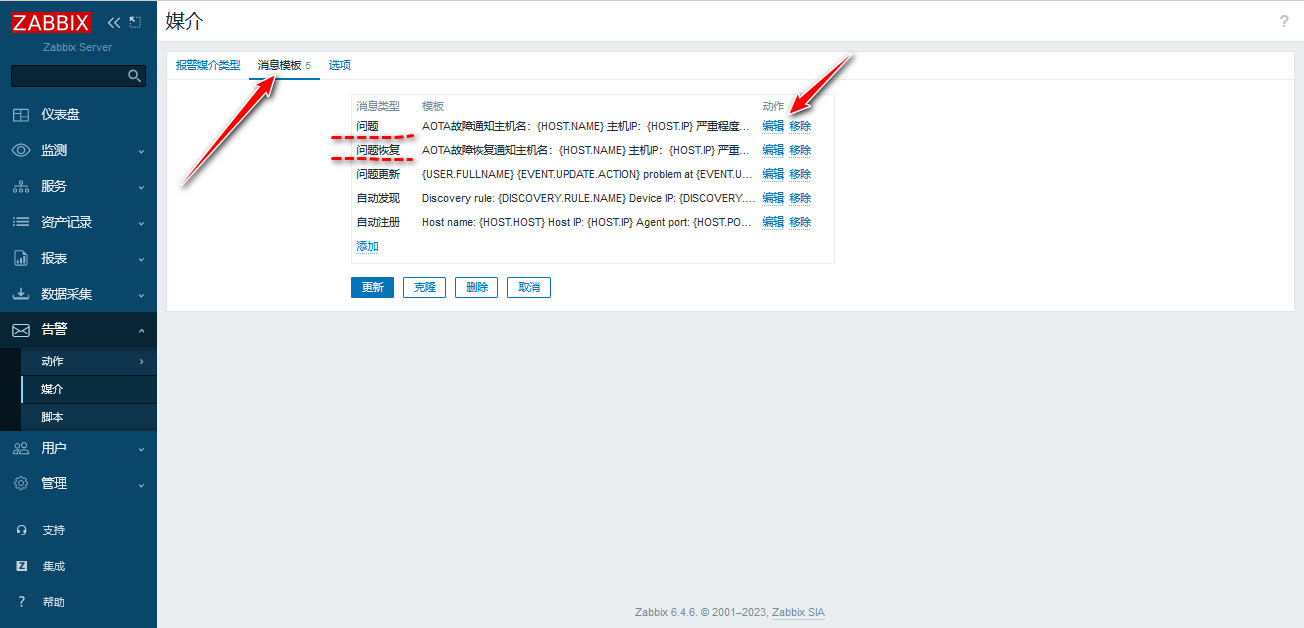 ZABBIX
Zabbix Server
仪表盘
监测
服务
资产记录
报表
数据采集
告警
动作
媒介
脚本
用户
管理
支持
集成
帮助
媒介
?
报警媒介类型 消息模板 5 选项
消息类型 模板 动作
问题 AOTA故障通知主机名：{HOST.NAME} 主机IP：{HOST.IP} 严重程度... 编辑 移除
问题恢复 AOTA故障恢复通知主机名：{HOST.NAME} 主机IP：{HOST.IP} 严重... 编辑 移除
问题更新 {USER.FULLNAME} {EVENT.UPDATE.ACTION} problem at {EVENT.U... 编辑 移除
自动发现 Discovery rule: {DISCOVERY.RULE.NAME} Device IP: {DISCOVERY.... 编辑 移除
自动注册 Host name: {HOST.HOST} Host IP: {HOST.IP} Agent port: {HOST.PO... 编辑 移除
添加
更新 克隆 删除 取消
Zabbix 6.4.6. © 2001–2023, Zabbix SIA